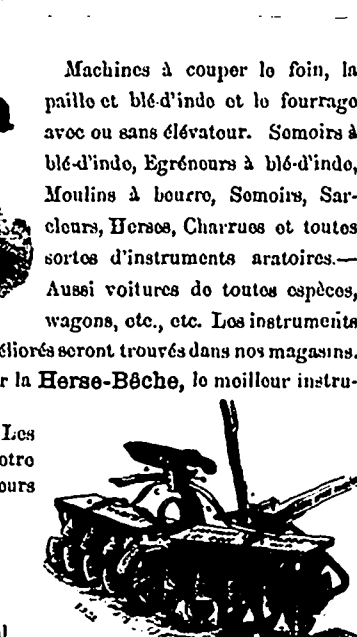 Machines à couper le foin, la
paille et blé-d'inde et le fourrage
avec ou sans élévateur. Semoirs à
blé-d'inde, Egréneurs à blé-d'inde,
Moulins à beurre, Semoirs, Sar-
cleurs, Herses, Charrues et toutes
sortes d'instruments aratoires.—
Aussi voitures de toutes espèces,
wagons, etc., etc. Les instruments
éliorés seront trouvés dans nos magasins.
r la Herse-Bêche, le meilleur instru-
Les
otre
ours